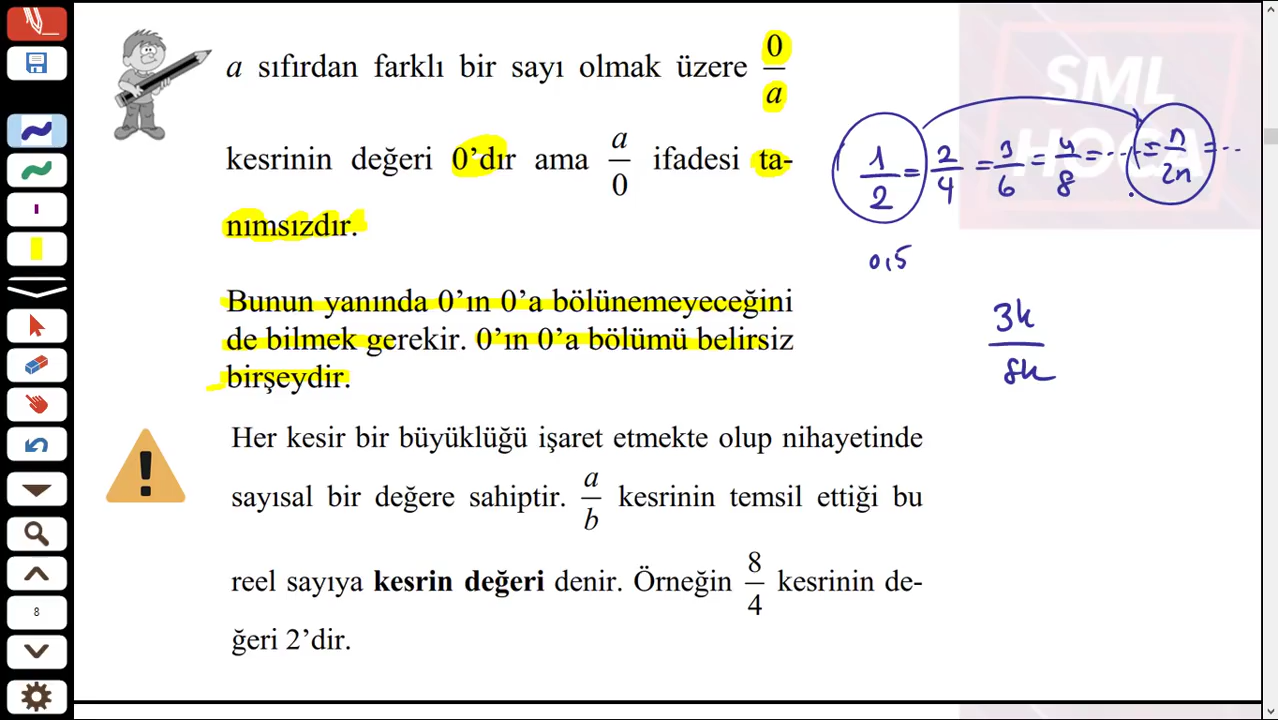 a sıfırdan farklı bir sayı olmak üzere 0/a
kesrinin değeri 0’dır ama a/0 ifadesi ta-
nımsızdır.
Bunun yanında 0’ın 0’a bölünemeyeceğini
de bilmek gerekir. 0’ın 0’a bölümü belirsiz
birşeydir.
Her kesir bir büyüklüğü işaret etmekte olup nihayetinde
sayısal bir değere sahiptir. a/b kesrinin temsil ettiği bu
reel sayıya kesrin değeri denir. Örneğin 8/4 kesrinin de-
ğeri 2’dir.
SML
HOCA
1/2 = 2/4 = 3/6 = 4/8 = ... = n/2n = ...
0,5
3k/8k
8